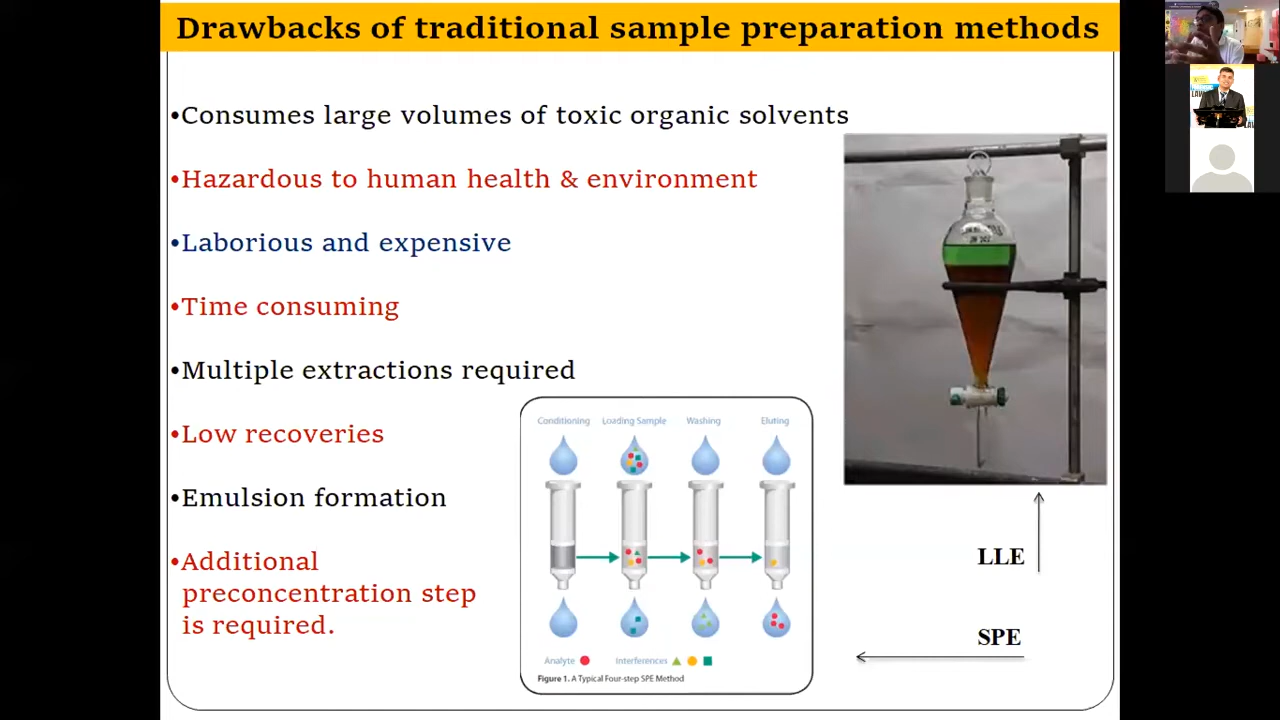 Drawbacks of traditional sample preparation methods
•Consumes large volumes of toxic organic solvents
•Hazardous to human health & environment
•Laborious and expensive
•Time consuming
•Multiple extractions required
•Low recoveries
•Emulsion formation
•Additional
preconcentration step
is required.
Conditioning Loading Sample Washing Eluting
Analyte Interferences
Figure 1. A Typical Four-step SPE Method
LLE
SPE